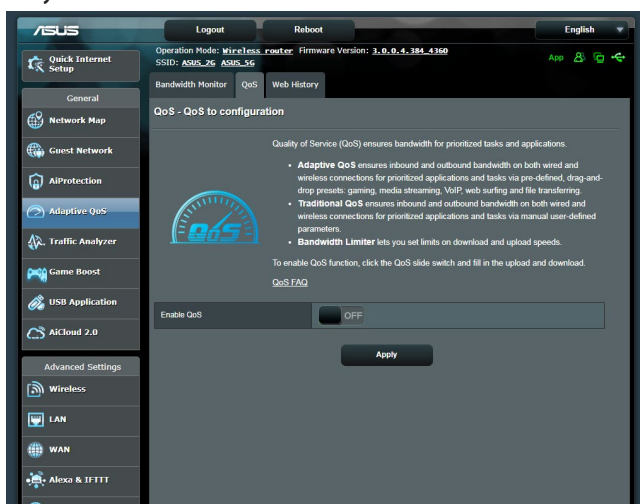 ASUS
Logout
Reboot
English
Quick Internet
Setup
Operation Mode: Wireless router Firmware Version: 3.0.0.4.384_4360
SSID: ASUS_2G ASUS_5G
App
Bandwidth Monitor
QoS
Web History
General
Network Map
Guest Network
AiProtection
Adaptive QoS
Traffic Analyzer
Game Boost
USB Application
AiCloud 2.0
Advanced Settings
Wireless
LAN
WAN
Alexa & IFTTT
QoS - QoS to configuration
QoS
Quality of Service (QoS) ensures bandwidth for prioritized tasks and applications.
• Adaptive QoS ensures inbound and outbound bandwidth on both wired and
wireless connections for prioritized applications and tasks via pre-defined, drag-and-
drop presets: gaming, media streaming, VoIP, web surfing and file transferring.
• Traditional QoS ensures inbound and outbound bandwidth on both wired and
wireless connections for prioritized applications and tasks via manual user-defined
parameters.
• Bandwidth Limiter lets you set limits on download and upload speeds.
To enable QoS function, click the QoS slide switch and fill in the upload and download.
QoS FAQ
Enable QoS
OFF
Apply